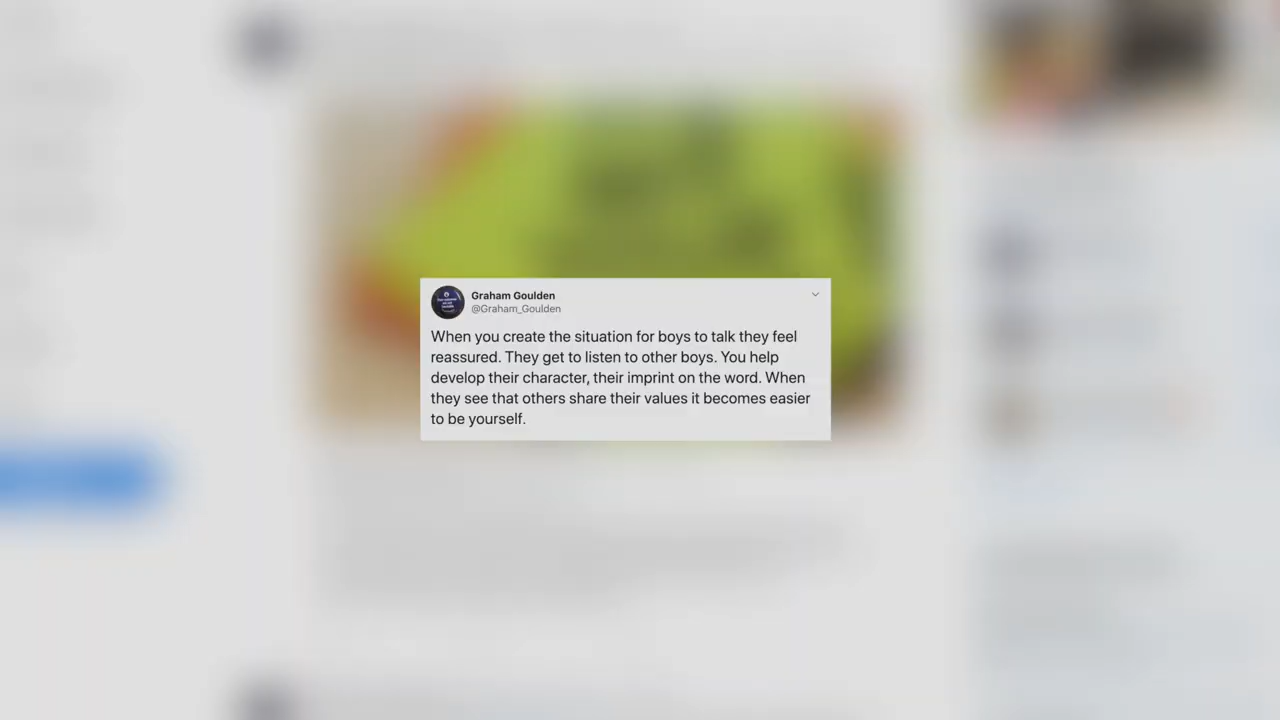 Graham Goulden
@Graham_Goulden
When you create the situation for boys to talk they feel
reassured. They get to listen to other boys. You help
develop their character, their imprint on the word. When
they see that others share their values it becomes easier
to be yourself.